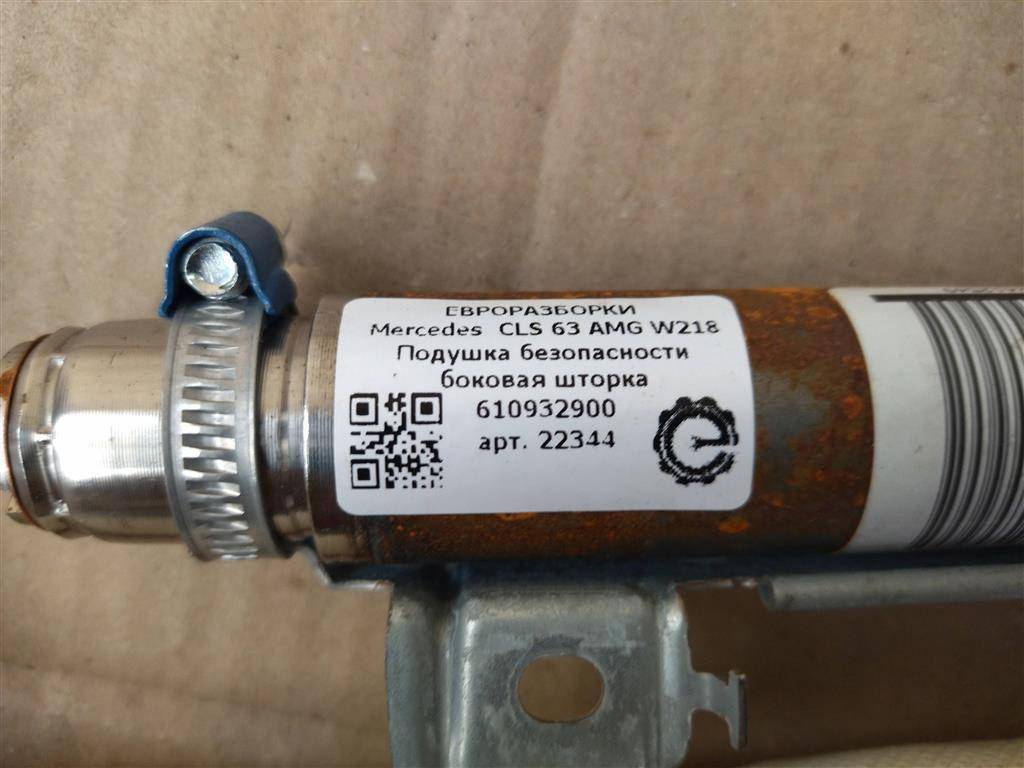 ЕВРОРАЗБОРКИ
Mercedes CLS 63 AMG W218
Подушка безопасности
боковая шторка
610932900
арт. 22344